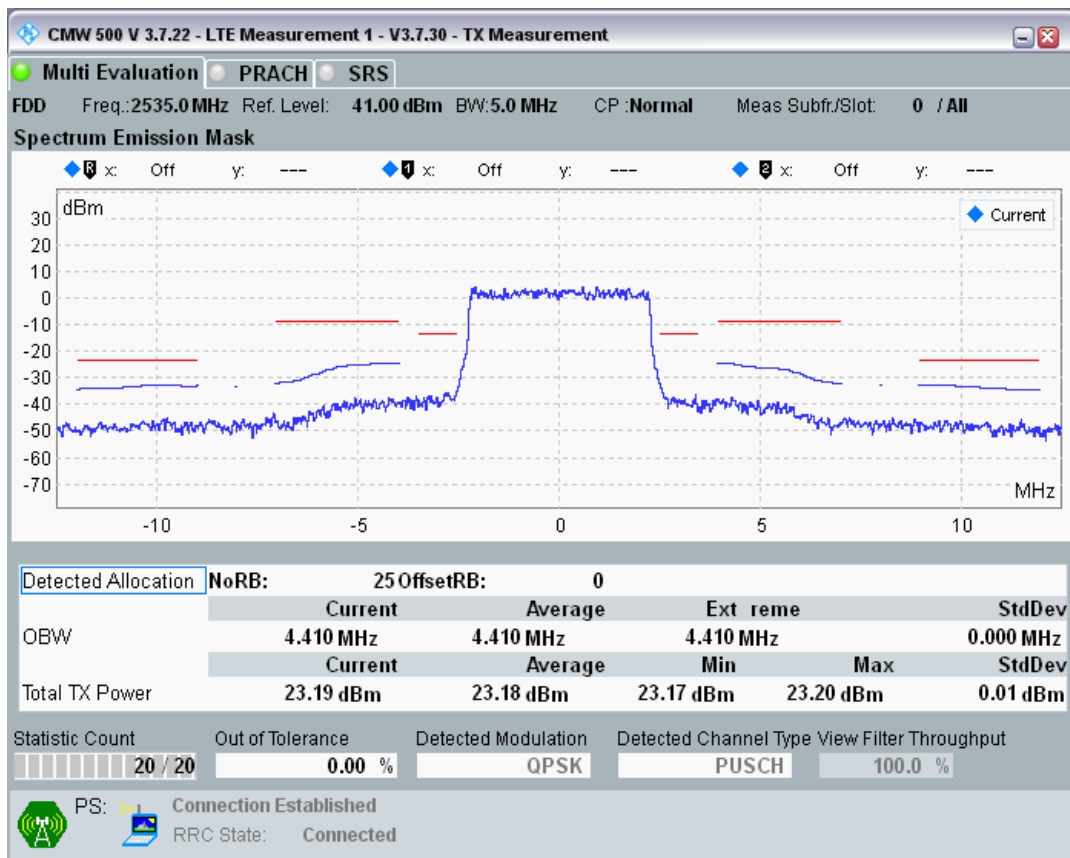 CMW 500 V 3.7.22 - LTE Measurement 1 - V3.7.30 - TX Measurement
Multi Evaluation PRACH SRS
FDD Freq.:2535.0 MHz Ref. Level: 41.00 dBm BW:5.0 MHz CP :Normal Meas Subfr./Slot: 0 / All
Spectrum Emission Mask
R x: Off y: --- 1 x: Off y: --- 2 x: Off y: ---
dBm
Current
30
20
10
0
-10
-20
-30
-40
-50
-60
-70
MHz
-10 -5 0 5 10
Detected Allocation NoRB: 25 OffsetRB: 0
Current Average Ext reme StdDev
OBW 4.410 MHz 4.410 MHz 4.410 MHz 0.000 MHz
Current Average Min Max StdDev
Total TX Power 23.19 dBm 23.18 dBm 23.17 dBm 23.20 dBm 0.01 dBm
Statistic Count Out of Tolerance Detected Modulation Detected Channel Type View Filter Throughput
20 / 20 0.00 % QPSK PUSCH 100.0 %
PS: Connection Established
RRC State: Connected